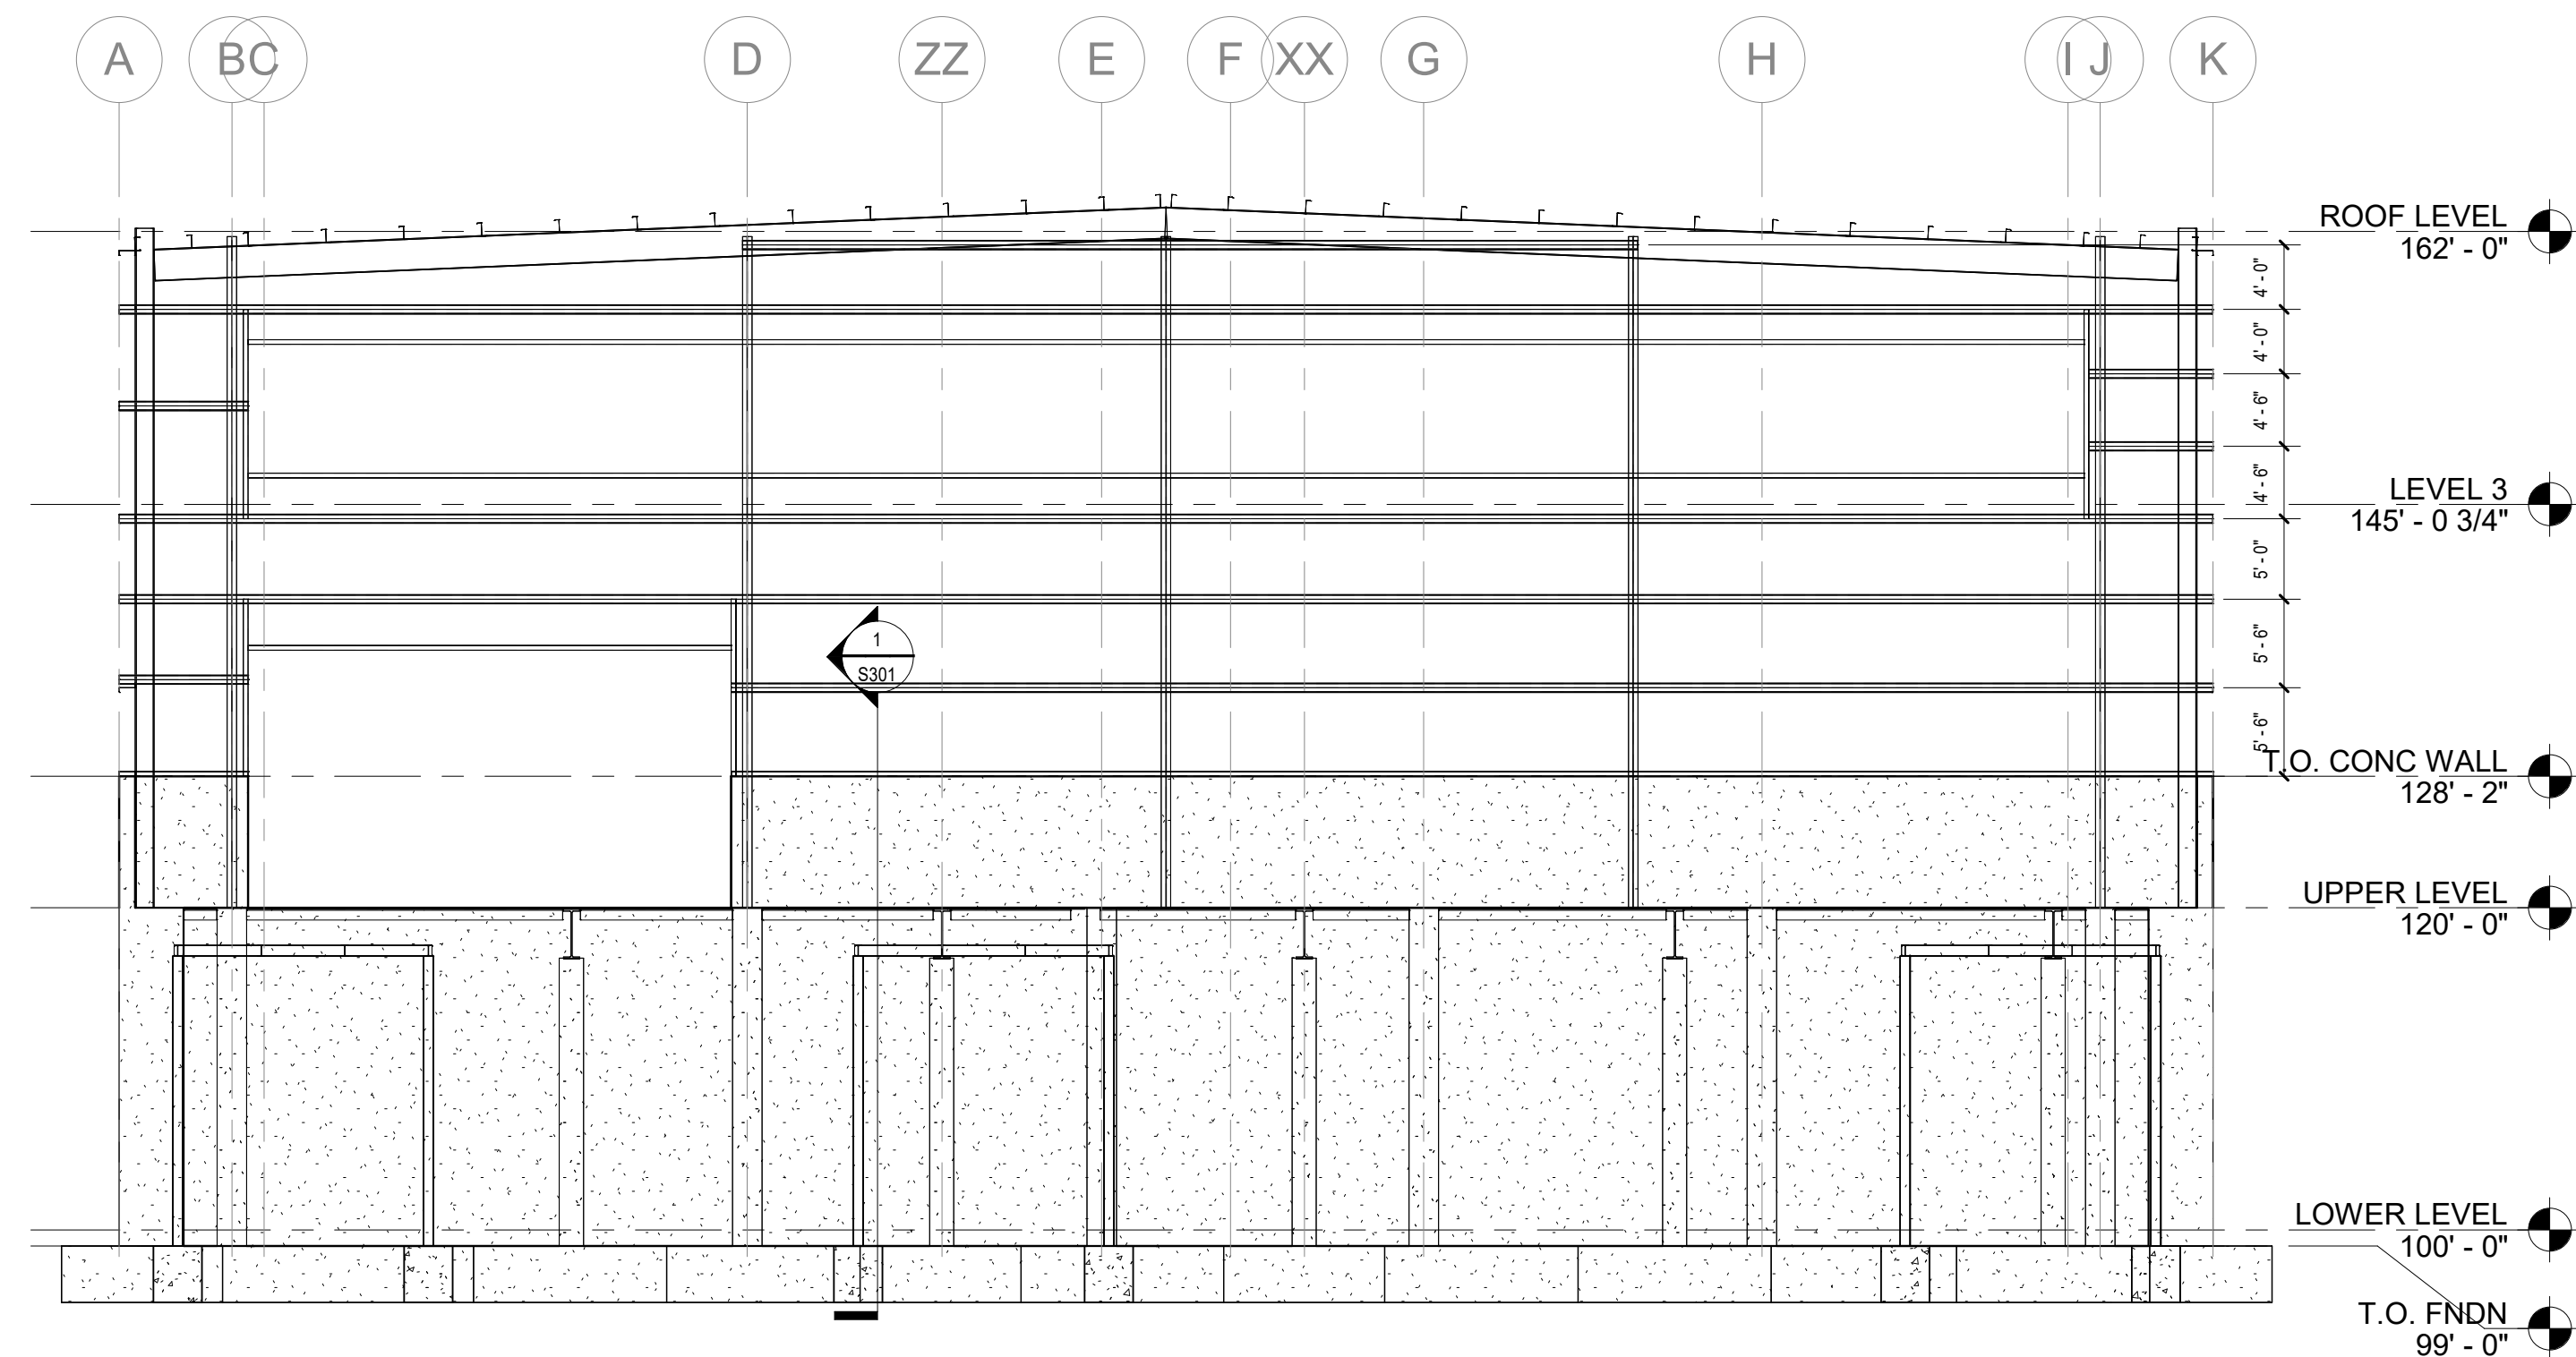 A
B
C
D
ZZ
E
F
XX
G
H
I
J
K
ROOF LEVEL
162' - 0"
4' - 0"
4' - 0"
4' - 6"
4' - 6"
LEVEL 3
145' - 0 3/4"
5' - 0"
5' - 6"
1
S301
5' - 6"
T.O. CONC WALL
128' - 2"
UPPER LEVEL
120' - 0"
LOWER LEVEL
100' - 0"
T.O. FNDN
99' - 0"